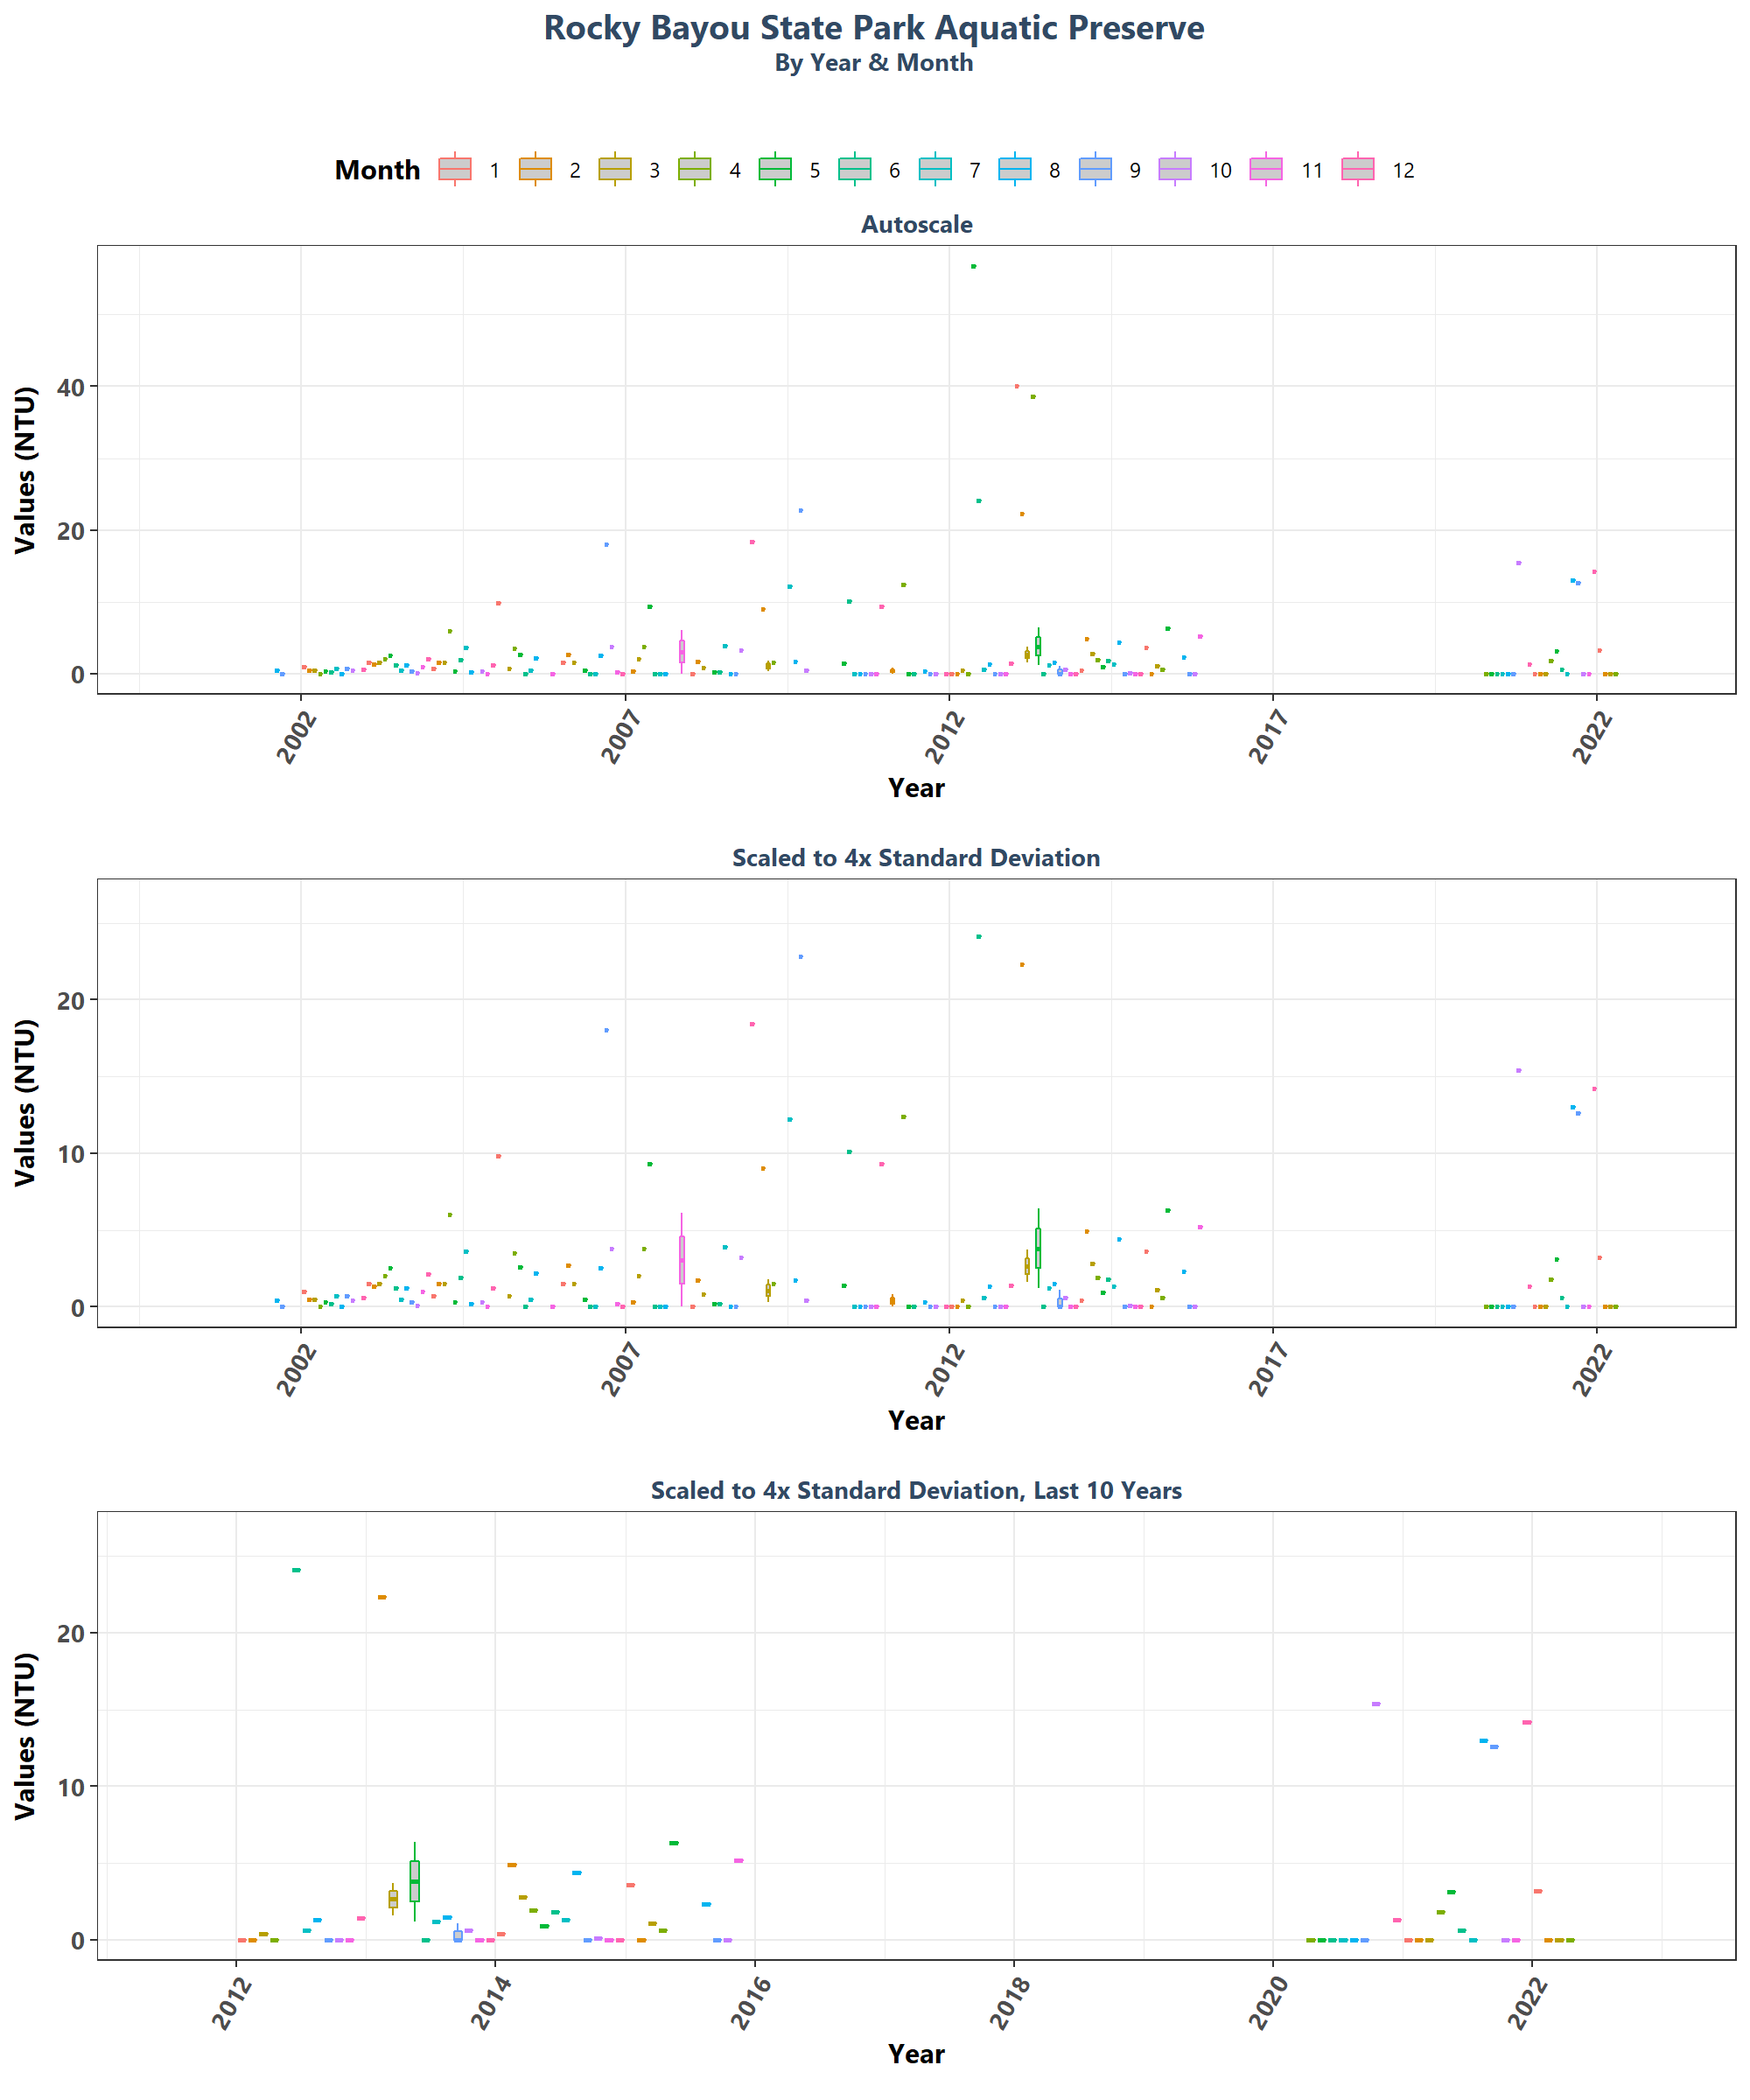 Rocky Bayou State Park Aquatic Preserve
By Year & Month
Month 1 2 3 4 5 6 7 8 9 10 11 12
Autoscale
Values (NTU)
40
20
0
2002 2007 2012 2017 2022
Year
Scaled to 4x Standard Deviation
Values (NTU)
20
10
0
2002 2007 2012 2017 2022
Year
Scaled to 4x Standard Deviation, Last 10 Years
Values (NTU)
20
10
0
2012 2014 2016 2018 2020 2022
Year